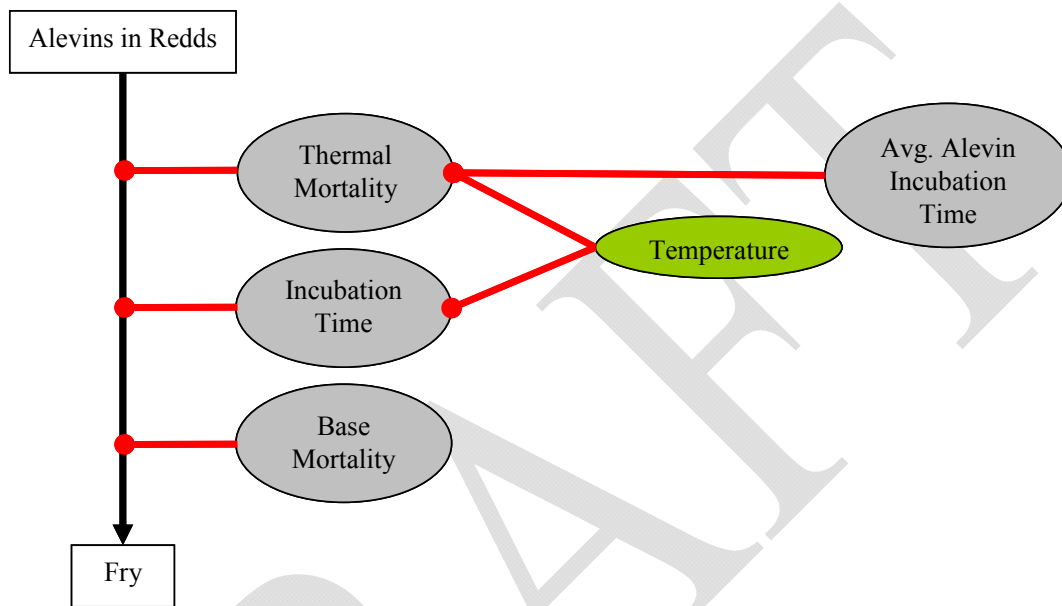 Alevins in Redds
Thermal
Mortality
Avg. Alevin
Incubation
Time
Temperature
Incubation
Time
Base
Mortality
Fry
DRAFT